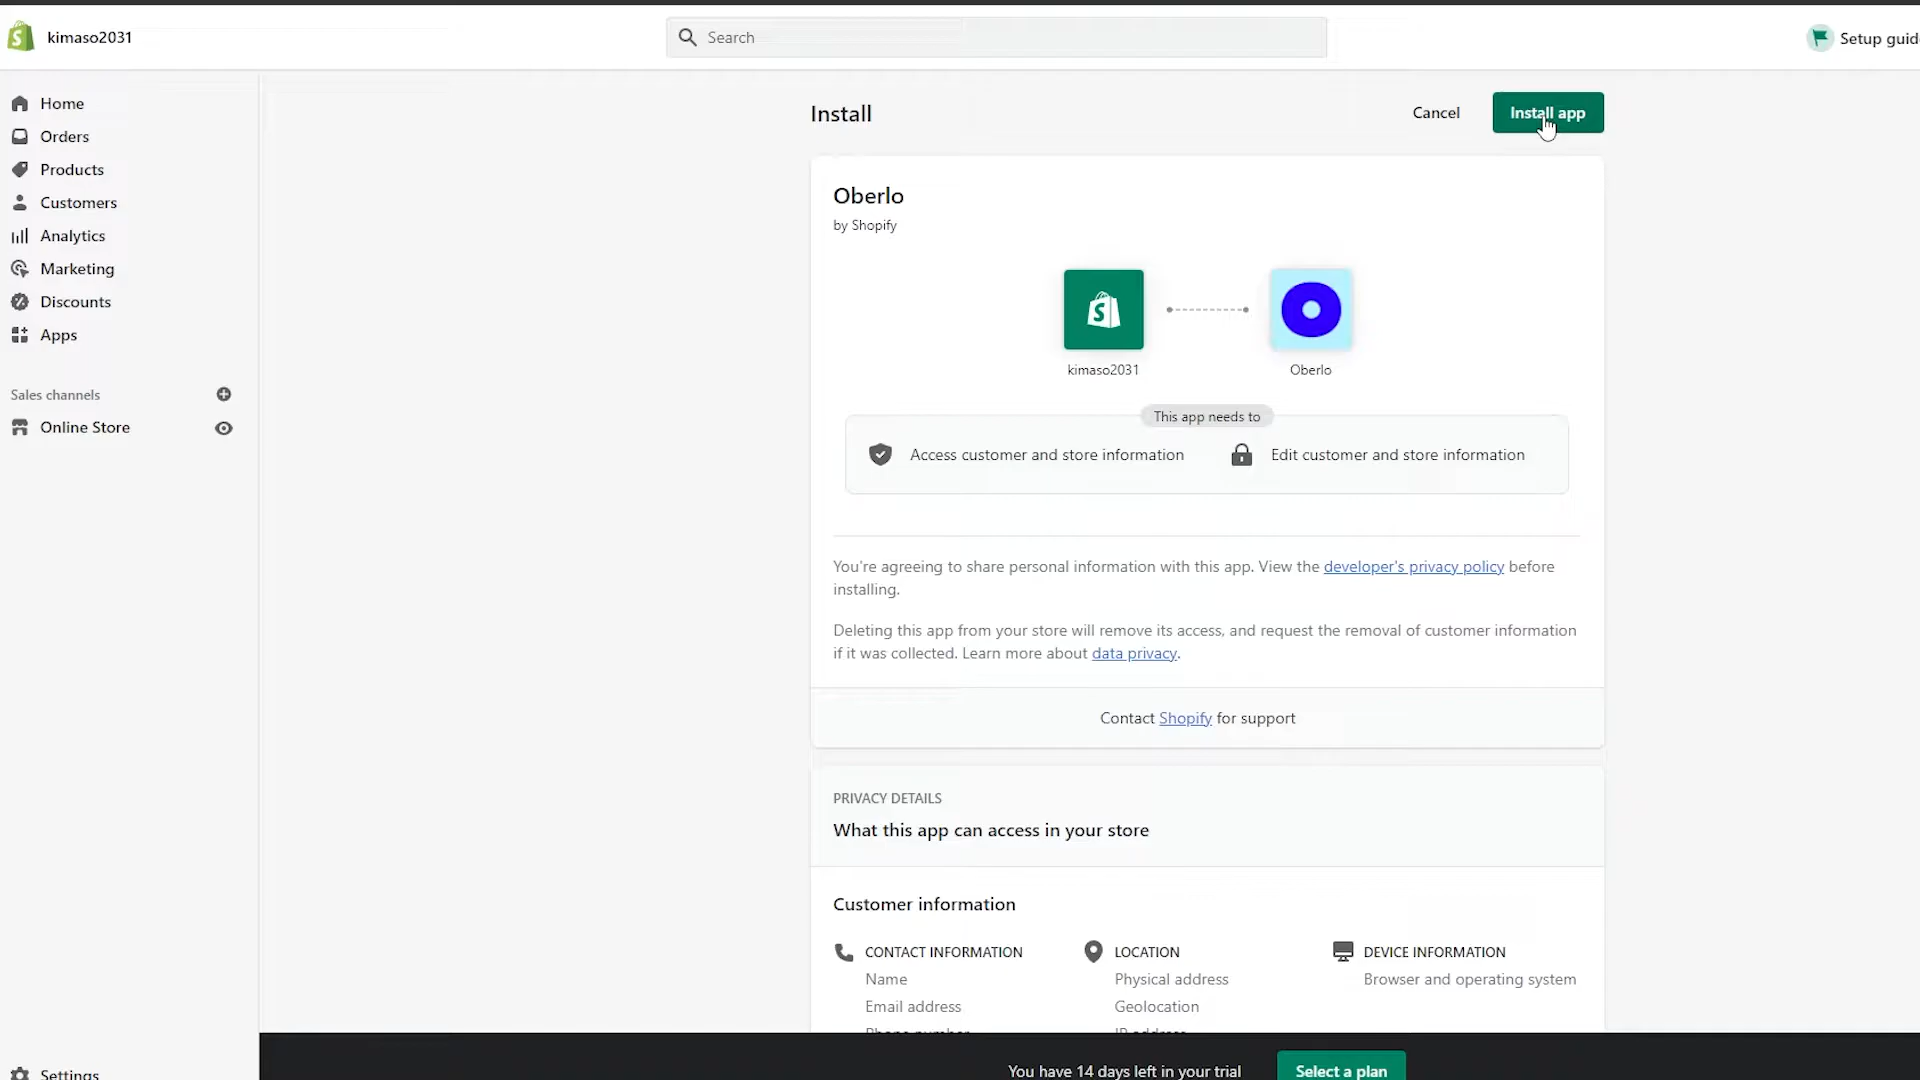 kimaso2031
Search
Setup guid
Home
Orders
Products
Customers
Analytics
Marketing
Discounts
Apps
Sales channels
Online Store
Settings
Install
Cancel
Install app
Oberlo
by Shopify
kimaso2031
Oberlo
This app needs to
Access customer and store information
Edit customer and store information
You're agreeing to share personal information with this app. View the developer's privacy policy before
installing.
Deleting this app from your store will remove its access, and request the removal of customer information
if it was collected. Learn more about data privacy.
Contact Shopify for support
PRIVACY DETAILS
What this app can access in your store
Customer information
CONTACT INFORMATION
Name
Email address
Phone number
LOCATION
Physical address
Geolocation
IP address
DEVICE INFORMATION
Browser and operating system
You have 14 days left in your trial
Select a plan